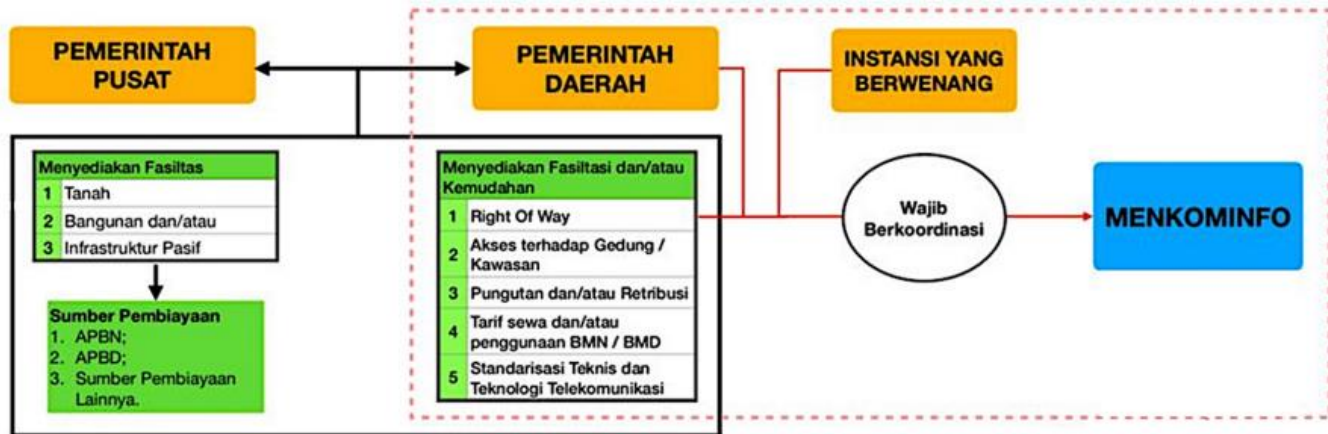 PEMERINTAH
PUSAT
PEMERINTAH
DAERAH
INSTANSI YANG
BERWENANG
Menyediakan Fasiltas
1 Tanah
2 Bangunan dan/atau
3 Infrastruktur Pasif
Sumber Pembiayaan
1. APBN;
2. APBD;
3. Sumber Pembiayaan
Lainnya.
Menyediakan Fasiltasi dan/atau
Kemudahan
1 Right Of Way
2 Akses terhadap Gedung /
Kawasan
3 Pungutan dan/atau Retribusi
4 Tarif sewa dan/atau
penggunaan BMN / BMD
5 Standarisasi Teknis dan
Teknologi Telekomunikasi
Wajib
Berkoordinasi
MENKOMINFO